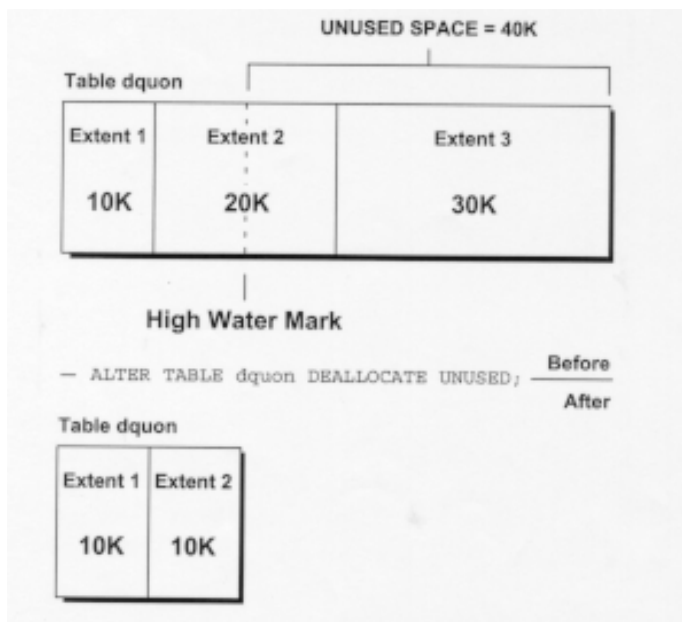 UNUSED SPACE = 40K
Table dquon
Extent 1 Extent 2 Extent 3
10K 20K 30K
High Water Mark
— ALTER TABLE dquon DEALLOCATE UNUSED; Before
After
Table dquon
Extent 1 Extent 2
10K 10K